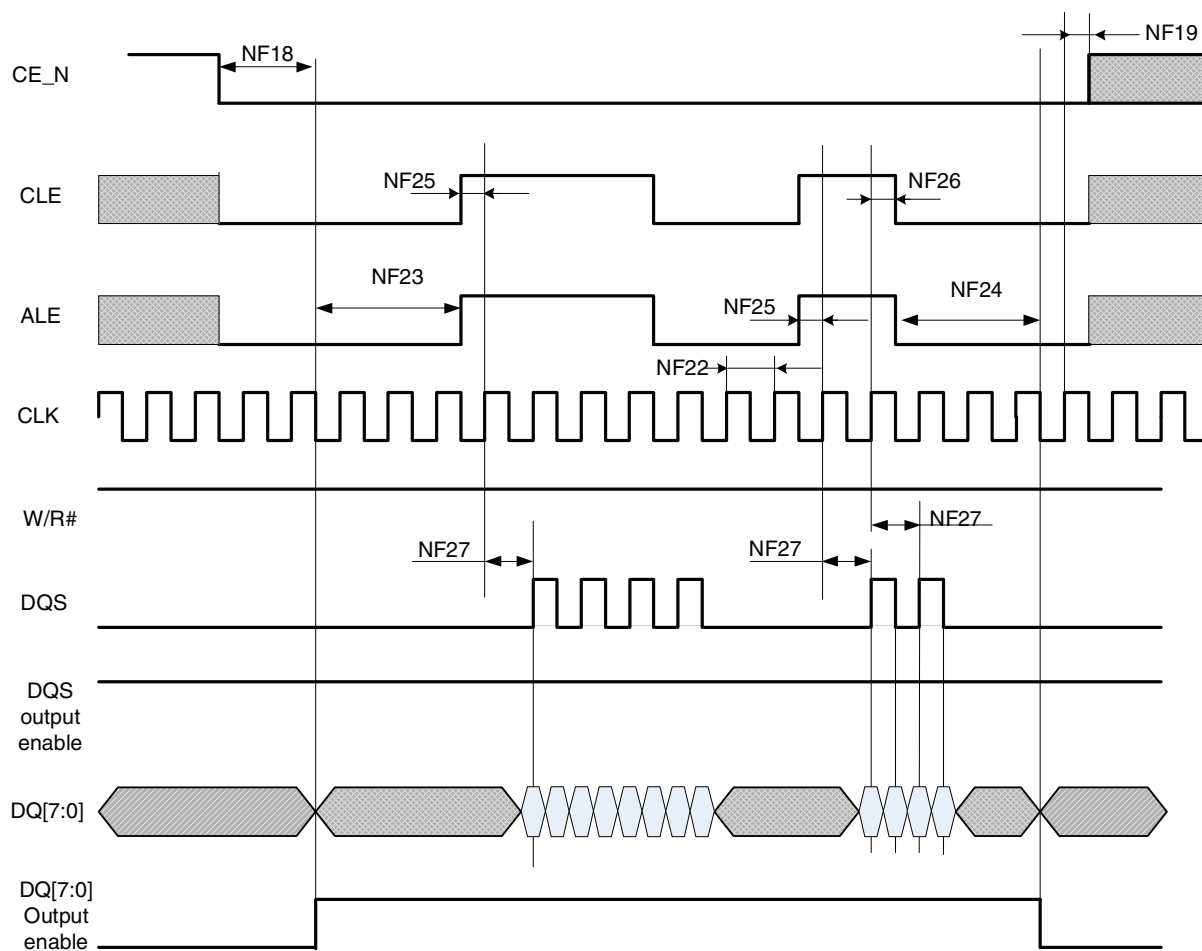 NF19
NF18
CE_N
NF25
NF26
CLE
NF23
NF24
ALE
NF25
NF22
CLK
W/R#
NF27
NF27
NF27
DQS
DQS
output
enable
DQ[7:0]
DQ[7:0]
Output
enable